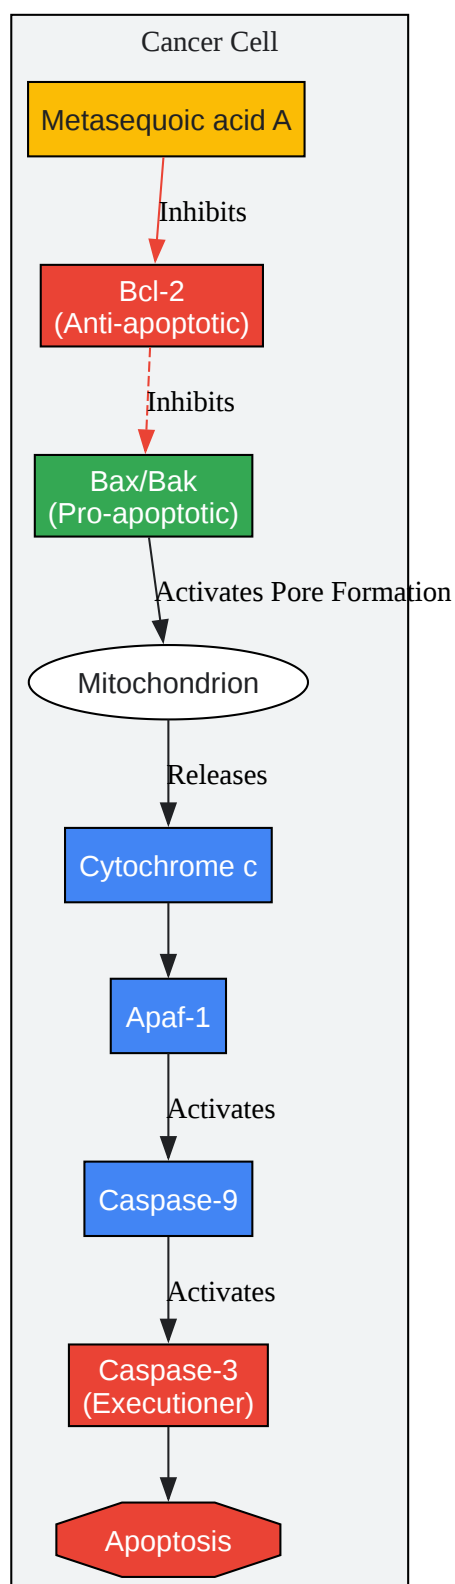 Cancer Cell
Metasequoic acid A
Inhibits
Bcl-2
(Anti-apoptotic)
Inhibits
Bax/Bak
(Pro-apoptotic)
Activates Pore Formation
Mitochondrion
Releases
Cytochrome c
Apaf-1
Activates
Caspase-9
Activates
Caspase-3
(Executioner)
Apoptosis